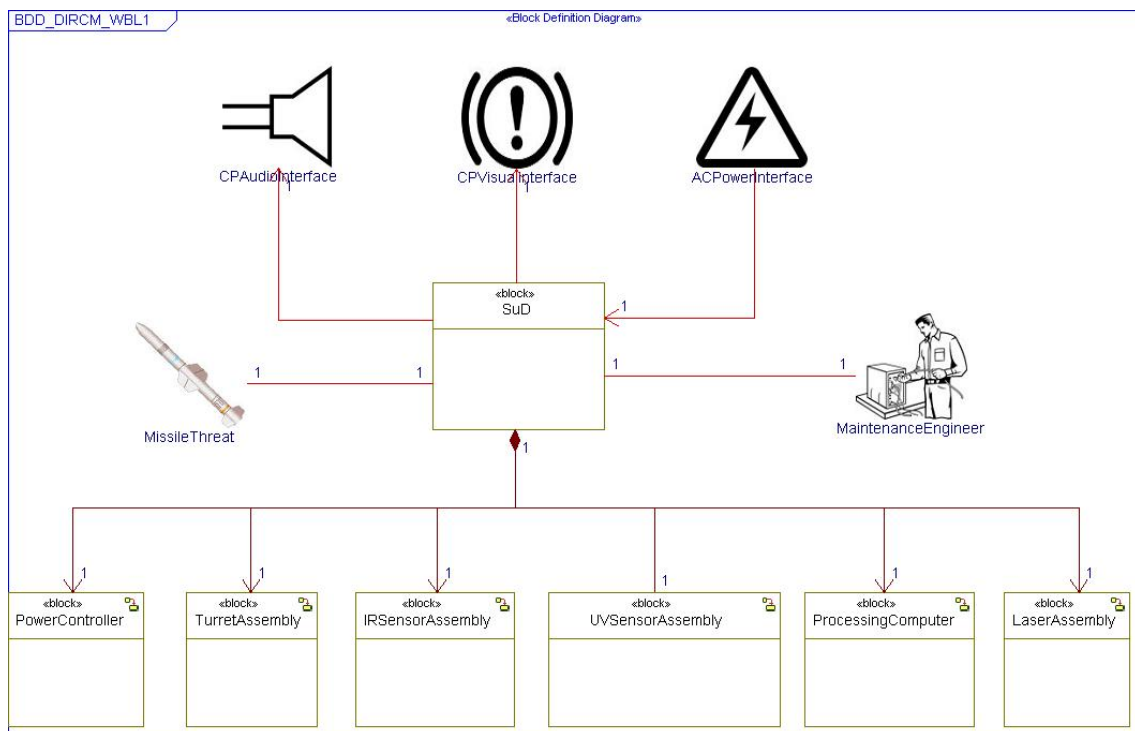 BDD_DIRCM_WBL1
«Block Definition Diagram»
CPAudioInterface
1
CPVisualInterface
1
ACPowerInterface
«block»
SuD
1
1
1
1
1
MissileThreat
MaintenanceEngineer
1
1
1
1
1
1
1
«block»
PowerController
«block»
TurretAssembly
«block»
IRSensorAssembly
«block»
UVSensorAssembly
«block»
ProcessingComputer
«block»
LaserAssembly